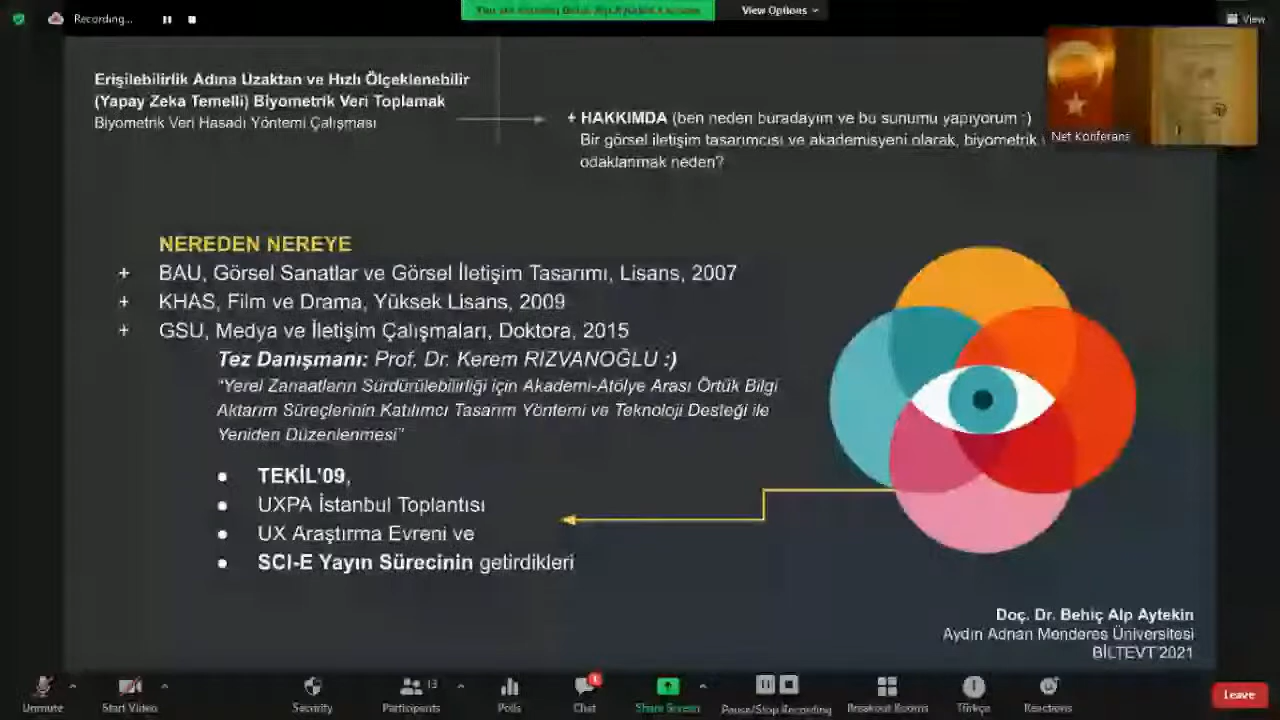 Recording...
View Options
View
Erişilebilirlik Adına Uzaktan ve Hızlı Ölçeklenebilir
(Yapay Zeka Temelli) Biyometrik Veri Toplamak
Biyometrik Veri Hasadı Yöntemi Çalışması
+ HAKKIMDA (ben neden buradayım ve bu sunumu yapıyorum :)
Bir görsel iletişim tasarımcısı ve akademisyeni olarak, biyometrik
odaklanmak neden?
Net Konferans
NEREDEN NEREYE
+ BAU, Görsel Sanatlar ve Görsel İletişim Tasarımı, Lisans, 2007
+ KHAS, Film ve Drama, Yüksek Lisans, 2009
+ GSU, Medya ve İletişim Çalışmaları, Doktora, 2015
Tez Danışmanı: Prof. Dr. Kerem RIZVANOĞLU :)
"Yerel Zanaatların Sürdürülebilirliği için Akademi-Atölye Arası Örtük Bilgi
Aktarım Süreçlerinin Katılımcı Tasarım Yöntemi ve Teknoloji Desteği ile
Yeniden Düzenlenmesi"
● TEKİL'09,
● UXPA İstanbul Toplantısı
● UX Araştırma Evreni ve
● SCI-E Yayın Sürecinin getirdikleri
Doç. Dr. Behiç Alp Aytekin
Aydın Adnan Menderes Üniversitesi
BİLTEVT'2021
Unmute
Start Video
Security
Participants
13
Polls
Chat
Share Screen
Pause/Stop Recording
Breakout Rooms
Türkçe
Reactions
Leave